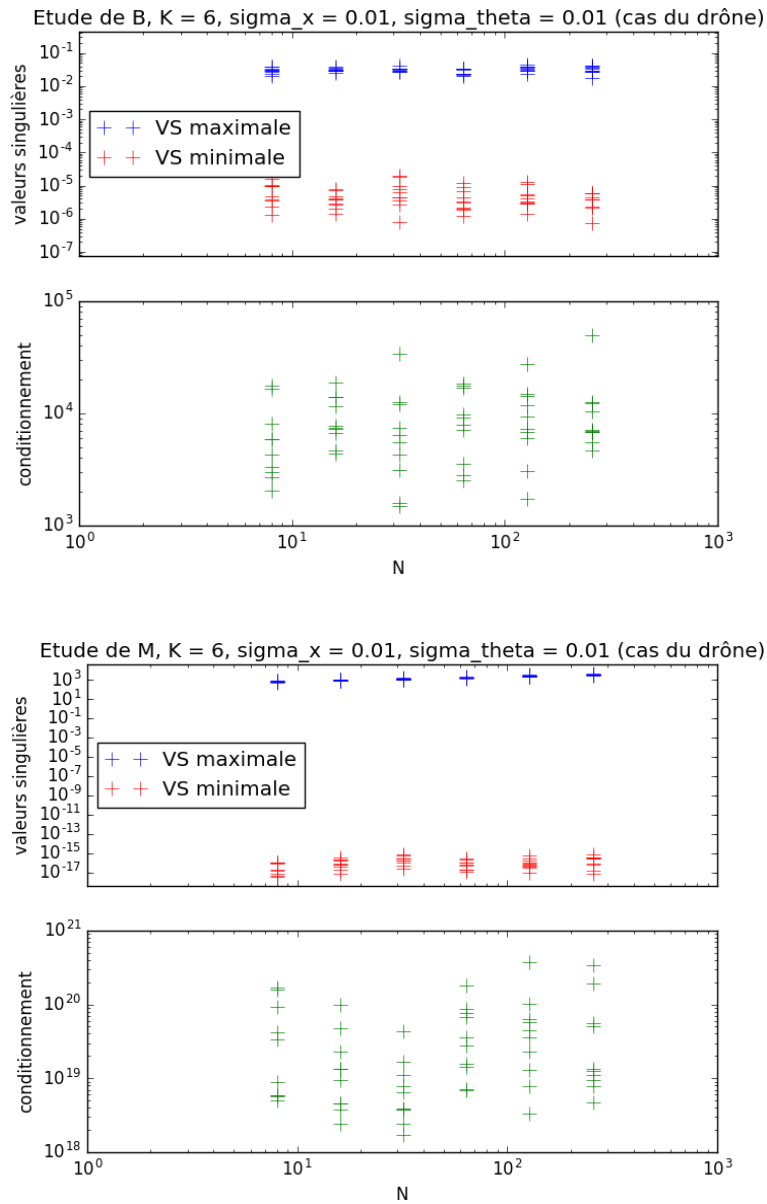 Etude de B, K = 6, sigma_x = 0.01, sigma_theta = 0.01 (cas du drône)
10^-1
10^-2
10^-3
10^-4
10^-5
10^-6
10^-7
valeurs singulières
VS maximale
VS minimale
10^5
10^4
10^3
conditionnement
10^0
10^1
10^2
10^3
N
Etude de M, K = 6, sigma_x = 0.01, sigma_theta = 0.01 (cas du drône)
10^3
10^1
10^-1
10^-3
10^-5
10^-7
10^-9
10^-11
10^-13
10^-15
10^-17
valeurs singulières
VS maximale
VS minimale
10^21
10^20
10^19
10^18
conditionnement
10^0
10^1
10^2
10^3
N